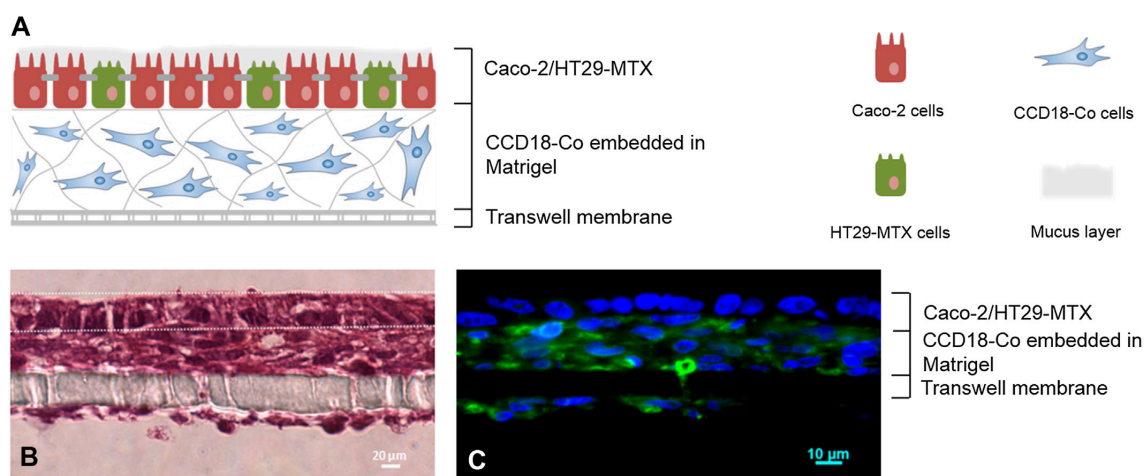 A
Caco-2/HT29-MTX
CCD18-Co embedded in
Matrigel
Transwell membrane
Caco-2 cells
CCD18-Co cells
HT29-MTX cells
Mucus layer
B
20 µm
C
10 µm
Caco-2/HT29-MTX
CCD18-Co embedded in
Matrigel
Transwell membrane